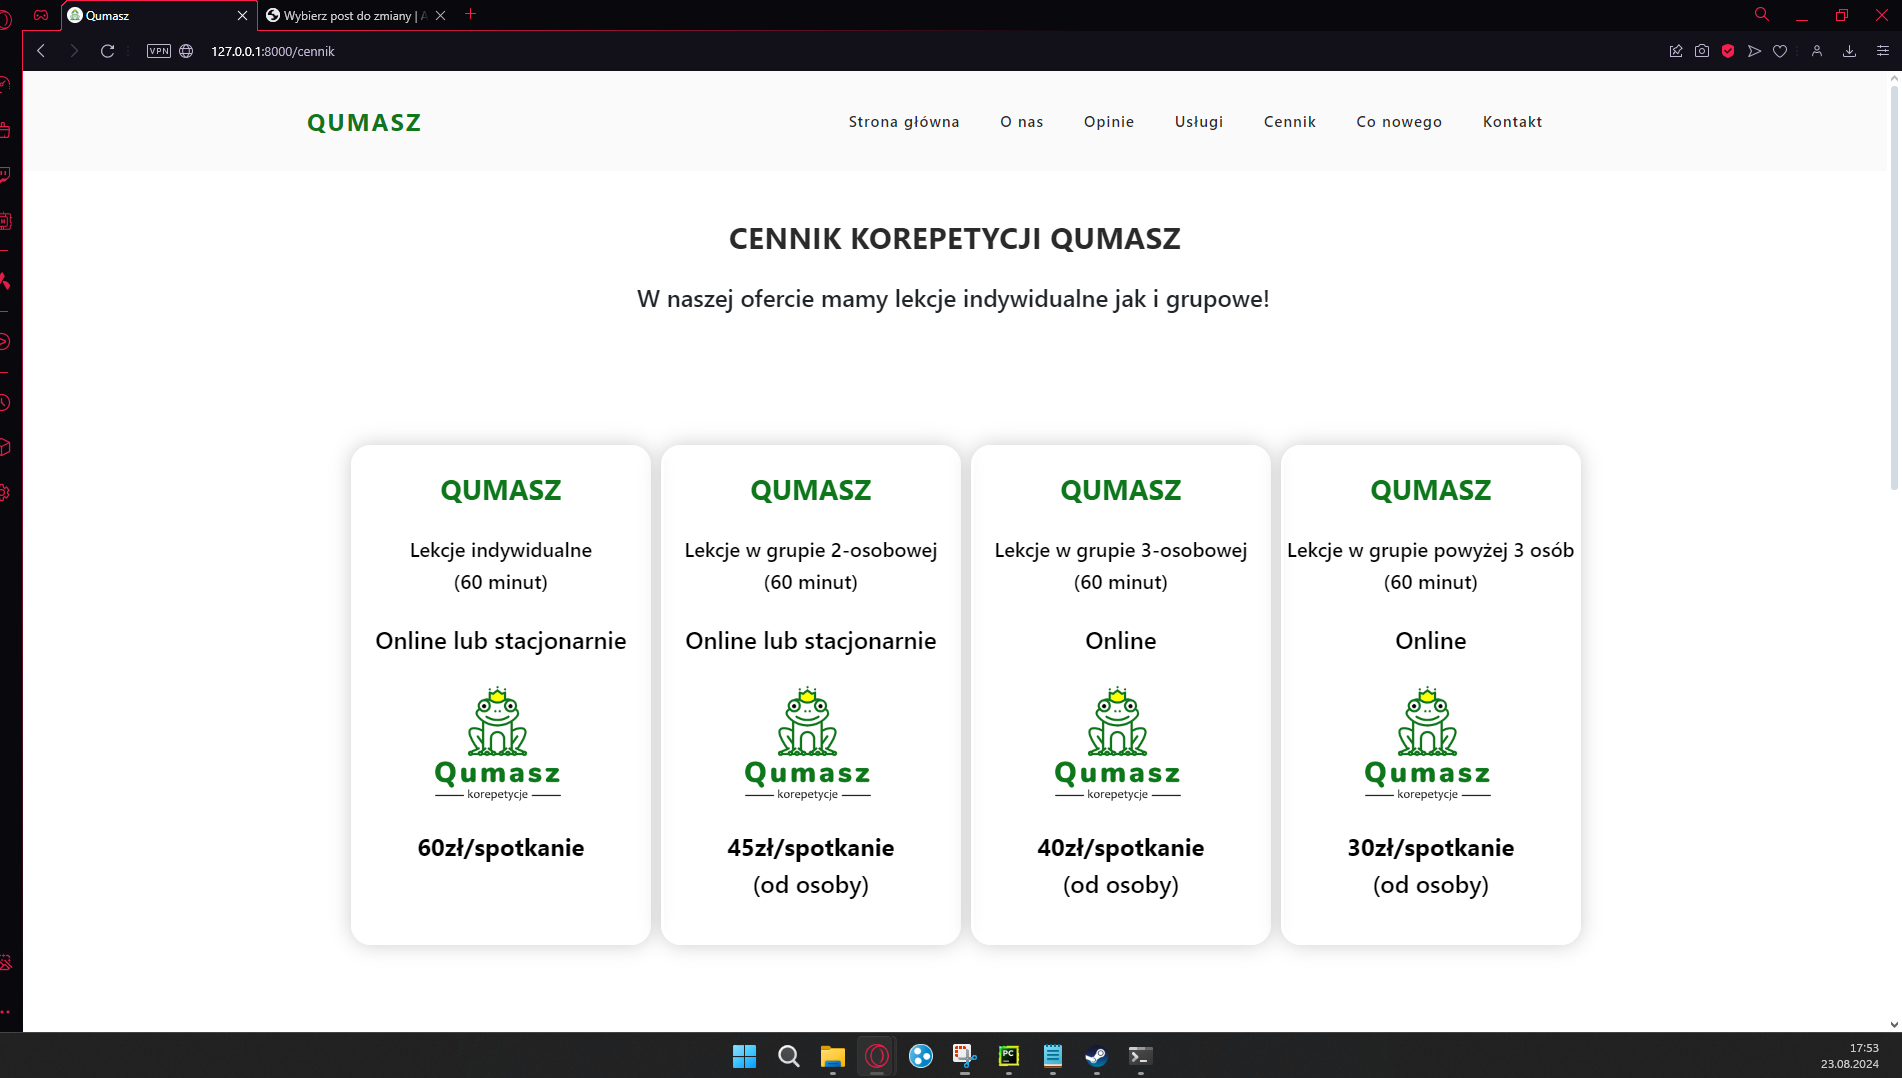 Qumasz
Wybierz post do zmiany | A
VPN
127.0.0.1:8000/cennik
QUMASZ
Strona główna
O nas
Opinie
Usługi
Cennik
Co nowego
Kontakt
CENNIK KOREPETYCJI QUMASZ
W naszej ofercie mamy lekcje indywidualne jak i grupowe!
QUMASZ
Lekcje indywidualne
(60 minut)
Online lub stacjonarnie
Qumasz
korepetycje
60zł/spotkanie
QUMASZ
Lekcje w grupie 2-osobowej
(60 minut)
Online lub stacjonarnie
Qumasz
korepetycje
45zł/spotkanie
(od osoby)
QUMASZ
Lekcje w grupie 3-osobowej
(60 minut)
Online
Qumasz
korepetycje
40zł/spotkanie
(od osoby)
QUMASZ
Lekcje w grupie powyżej 3 osób
(60 minut)
Online
Qumasz
korepetycje
30zł/spotkanie
(od osoby)
PC
17:53
23.08.2024